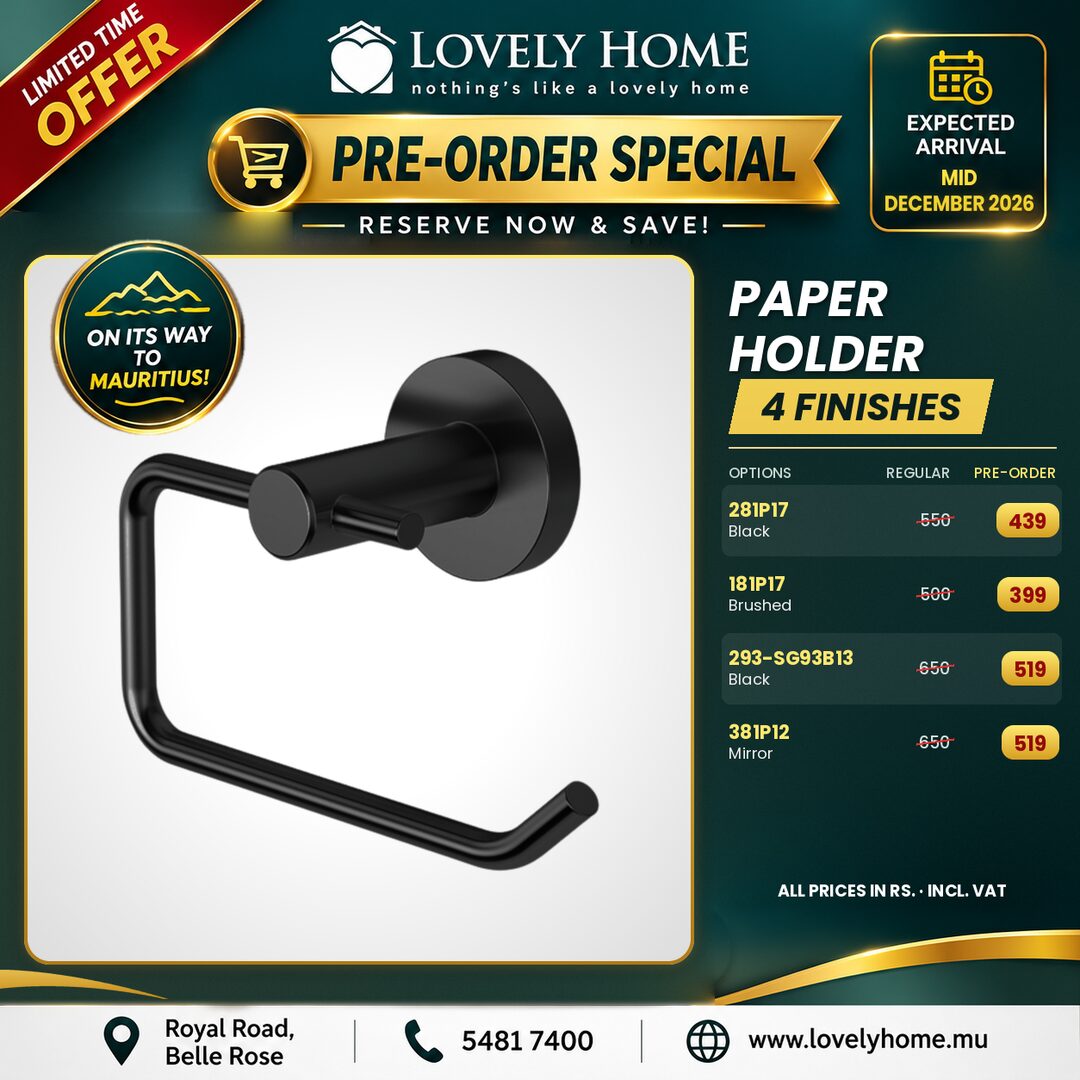 LIMITED TIME
OFFER
LOVELY HOME
nothing's like a lovely home
PRE-ORDER SPECIAL
RESERVE NOW & SAVE!
EXPECTED
ARRIVAL
MID
DECEMBER 2026
ON ITS WAY
TO
MAURITIUS!
PAPER
HOLDER
4 FINISHES
OPTIONS REGULAR PRE-ORDER
281P17
Black
550 439
181P17
Brushed
500 399
293-SG93B13
Black
650 519
381P12
Mirror
650 519
ALL PRICES IN RS. · INCL. VAT
Royal Road,
Belle Rose
5481 7400
www.lovelyhome.mu